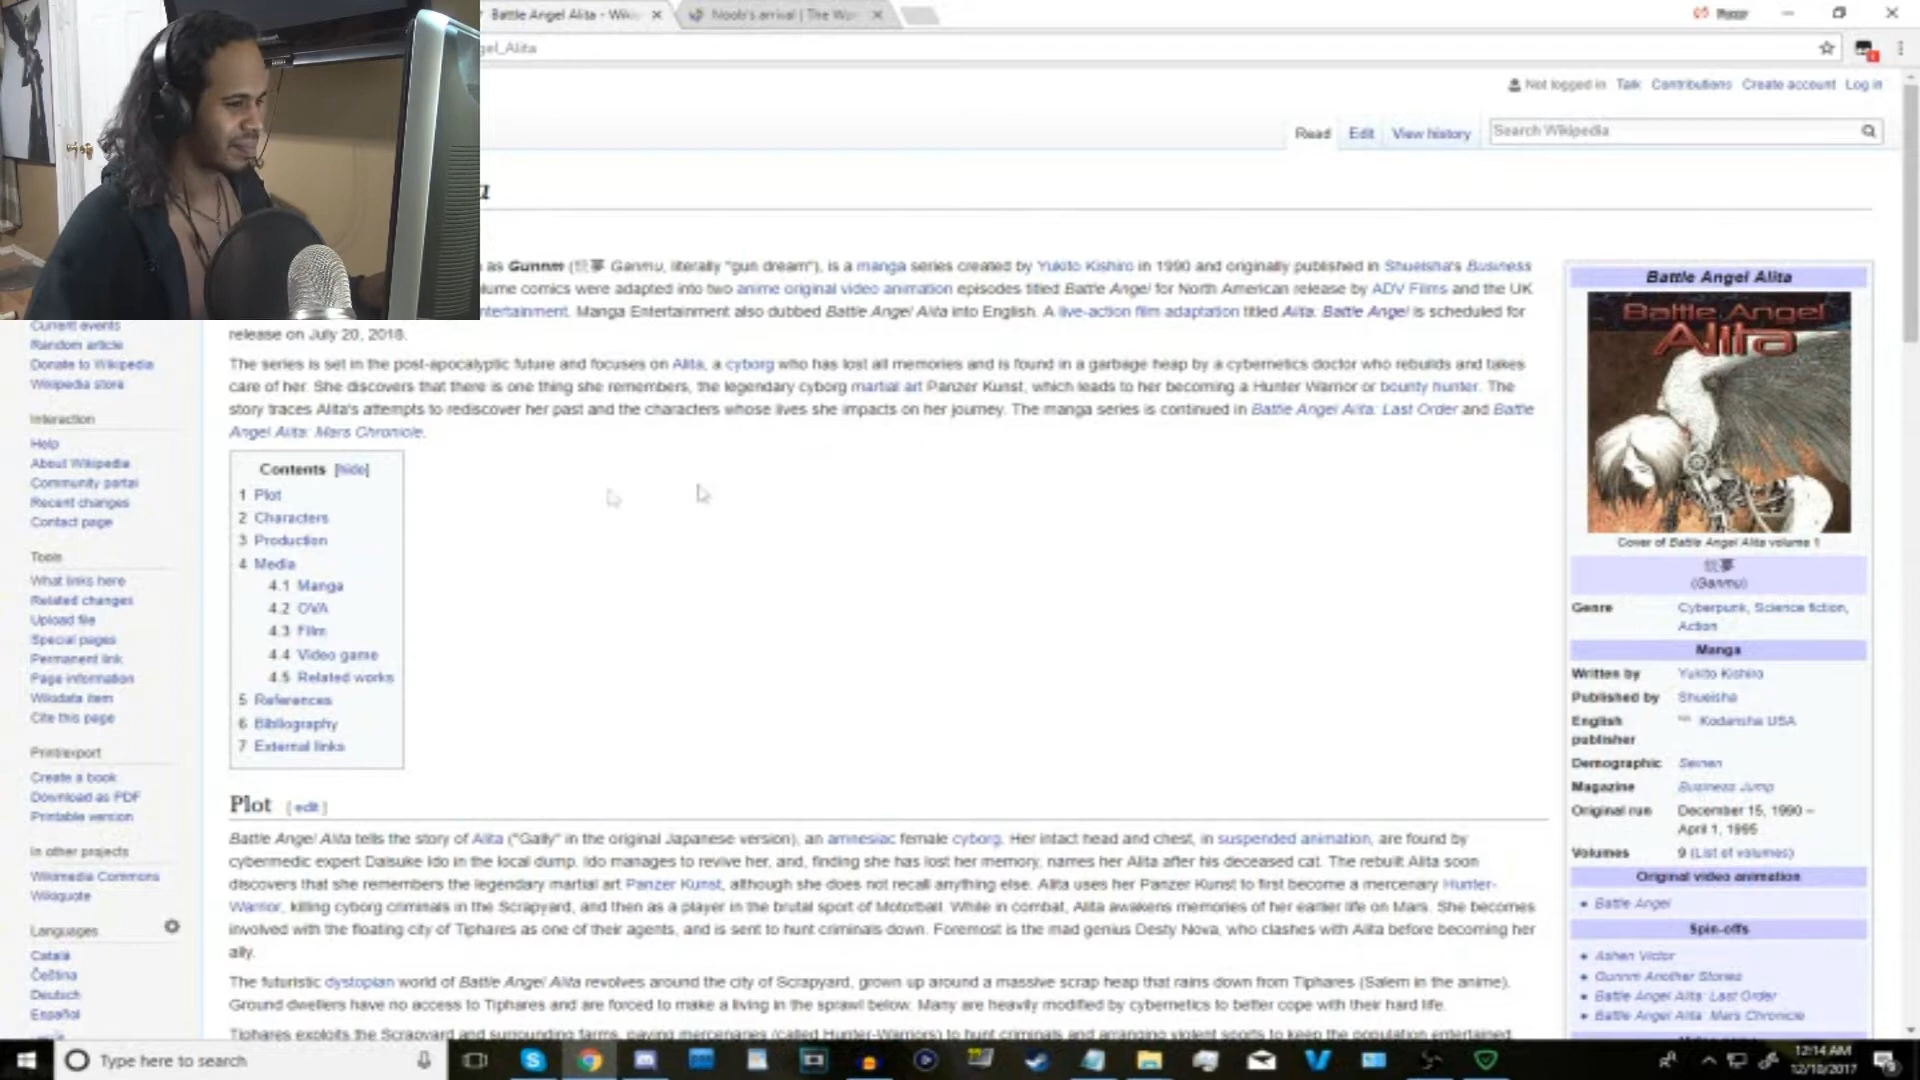 Battle Angel Alita - Wiki
Noob's arrival | The Wor
gel_Alita
Not logged in Talk Contributions Create account Log in
Read Edit View history Search Wikipedia
a
as Gunnm (銃夢 Ganmu, literally "gun dream"), is a manga series created by Yukito Kishiro in 1990 and originally published in Shueisha's Business
lume comics were adapted into two anime original video animation episodes titled Battle Angel for North American release by ADV Films and the UK
ntertainment. Manga Entertainment also dubbed Battle Angel Alita into English. A live-action film adaptation titled Alita: Battle Angel is scheduled for
release on July 20, 2018.
The series is set in the post-apocalyptic future and focuses on Alita, a cyborg who has lost all memories and is found in a garbage heap by a cybernetics doctor who rebuilds and takes
care of her. She discovers that there is one thing she remembers, the legendary cyborg martial art Panzer Kunst, which leads to her becoming a Hunter Warrior or bounty hunter. The
story traces Alita's attempts to rediscover her past and the characters whose lives she impacts on her journey. The manga series is continued in Battle Angel Alita: Last Order and Battle
Angel Alita: Mars Chronicle.
Current events
Random article
Donate to Wikipedia
Wikipedia store
Interaction
Help
About Wikipedia
Community portal
Recent changes
Contact page
Tools
What links here
Related changes
Upload file
Special pages
Permanent link
Page information
Wikidata item
Cite this page
Print/export
Create a book
Download as PDF
Printable version
In other projects
Wikimedia Commons
Wikiquote
Languages
Català
Čeština
Deutsch
Español
Contents [hide]
1 Plot
2 Characters
3 Production
4 Media
4.1 Manga
4.2 OVA
4.3 Film
4.4 Video game
4.5 Related works
5 References
6 Bibliography
7 External links
Plot [edit]
Battle Angel Alita tells the story of Alita ("Gally" in the original Japanese version), an amnesiac female cyborg. Her intact head and chest, in suspended animation, are found by
cybermedic expert Daisuke Ido in the local dump. Ido manages to revive her, and, finding she has lost her memory, names her Alita after his deceased cat. The rebuilt Alita soon
discovers that she remembers the legendary martial art Panzer Kunst, although she does not recall anything else. Alita uses her Panzer Kunst to first become a mercenary Hunter-
Warrior, killing cyborg criminals in the Scrapyard, and then as a player in the brutal sport of Motorball. While in combat, Alita awakens memories of her earlier life on Mars. She becomes
involved with the floating city of Tiphares as one of their agents, and is sent to hunt criminals down. Foremost is the mad genius Desty Nova, who clashes with Alita before becoming her
ally.
The futuristic dystopian world of Battle Angel Alita revolves around the city of Scrapyard, grown up around a massive scrap heap that rains down from Tiphares (Salem in the anime).
Ground dwellers have no access to Tiphares and are forced to make a living in the sprawl below. Many are heavily modified by cybernetics to better cope with their hard life.
Tiphares exploits the Scrapyard and surrounding farms, paying mercenaries (called Hunter-Warriors) to hunt criminals and arranging violent sports to keep the population entertained.
Battle Angel Alita
Battle Angel
Alita
Cover of Battle Angel Alita volume 1
銃夢
(Ganmu)
Genre Cyberpunk, Science fiction,
Action
Manga
Written by Yukito Kishiro
Published by Shueisha
English Kodansha USA
publisher
Demographic Seinen
Magazine Business Jump
Original run December 15, 1990 –
April 1, 1995
Volumes 9 (List of volumes)
Original video animation
Battle Angel
Spin-offs
Ashen Victor
Gunnm Another Stories
Battle Angel Alita: Last Order
Battle Angel Alita: Mars Chronicle
Type here to search
12:14 AM
12/10/2017